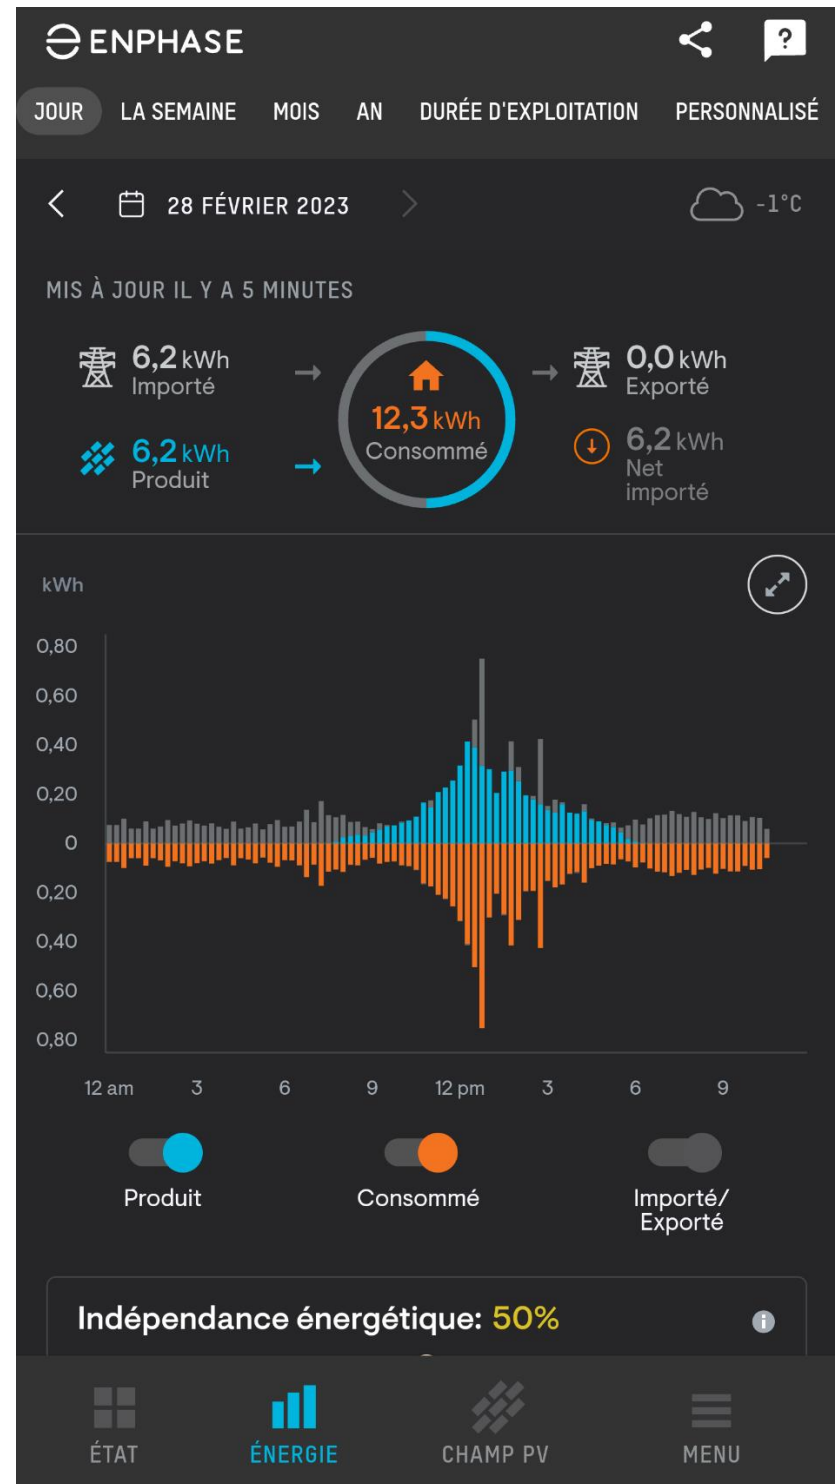 ENPHASE
JOUR LA SEMAINE MOIS AN DURÉE D'EXPLOITATION PERSONNALISÉ
28 FÉVRIER 2023 -1°C
MIS À JOUR IL Y A 5 MINUTES
6,2 kWh
Importé
6,2 kWh
Produit
12,3 kWh
Consommé
0,0 kWh
Exporté
6,2 kWh
Net
importé
kWh
0,80
0,60
0,40
0,20
0
0,20
0,40
0,60
0,80
12 am 3 6 9 12 pm 3 6 9
Produit Consommé Importé/
Exporté
Indépendance énergétique: 50%
ÉTAT ÉNERGIE CHAMP PV MENU